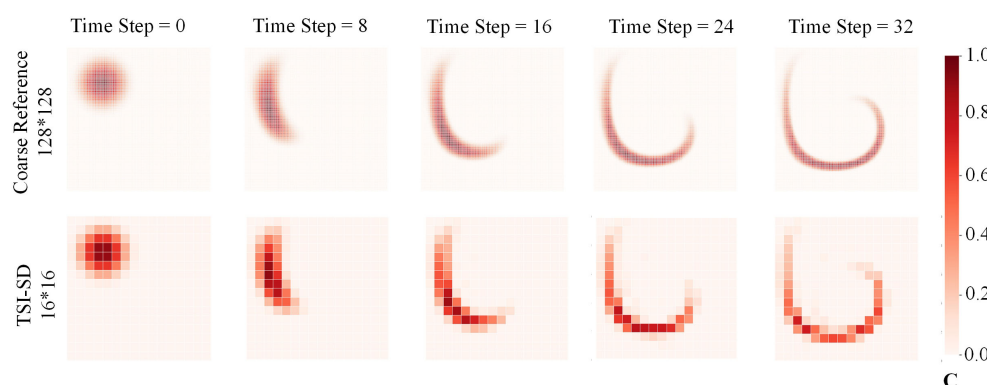 Time Step = 0
Time Step = 8
Time Step = 16
Time Step = 24
Time Step = 32
Coarse Reference
128*128
TSI-SD
16*16
1.0
0.8
0.6
0.4
0.2
0.0
C